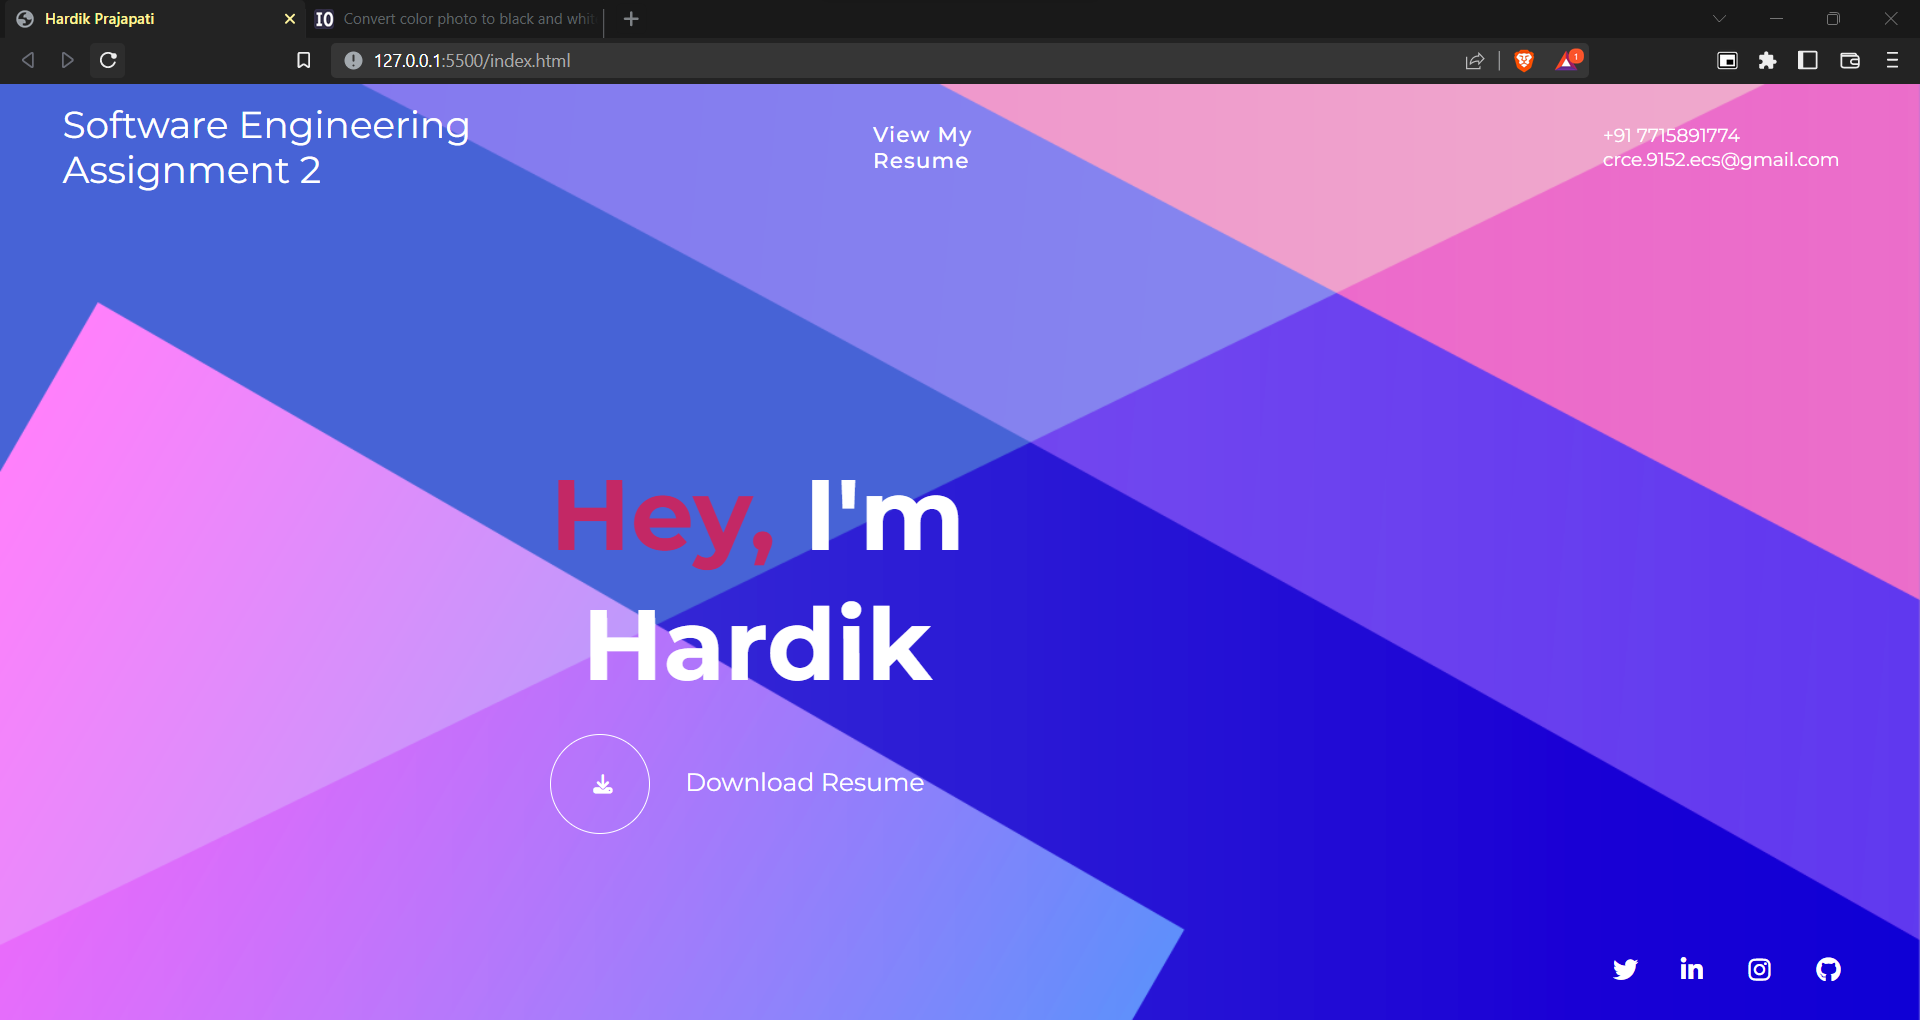 Hardik Prajapati
IO Convert color photo to black and whit
127.0.0.1:5500/index.html
1
Software Engineering
Assignment 2
View My
Resume
+91 7715891774
crce.9152.ecs@gmail.com
Hey, I'm
Hardik
Download Resume
in